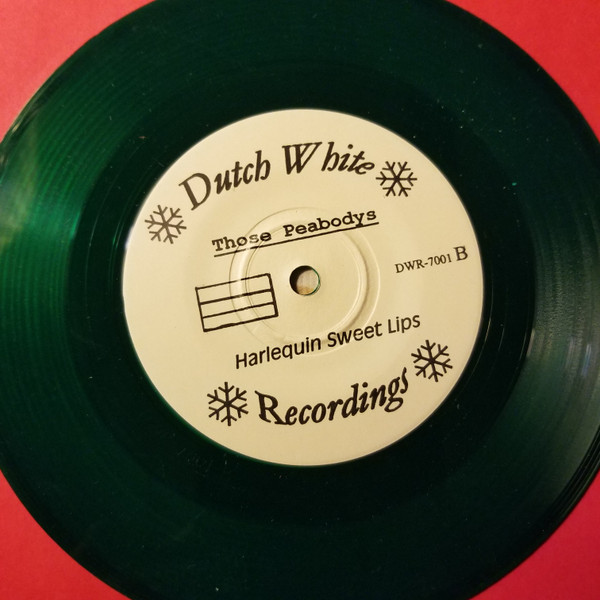 Dutch White
Those Peabodys
DWR-7001 B
Harlequin Sweet Lips
Recordings